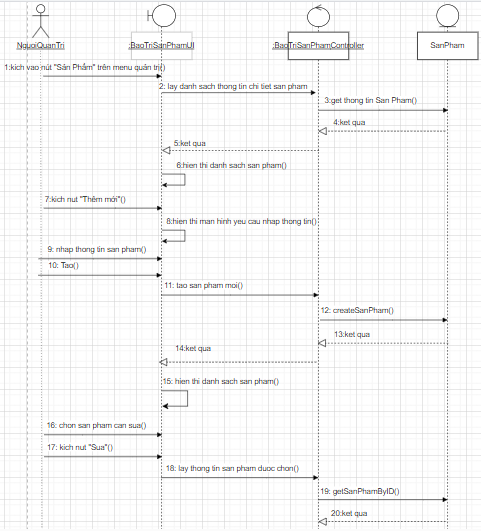 :NguoiQuanTri
:BaoTriSanPhamUI
:BaoTriSanPhamController
SanPham
1:kich vao nút "Sản Phẩm" trên menu quản trị()
2: lay danh sach thong tin chi tiet san pham
3:get thong tin San Pham()
4:ket qua
5:ket qua
6:hien thi danh sach san pham()
7:kich nut "Thêm mới"()
8:hien thi man hinh yeu cau nhap thong tin()
9: nhap thong tin san pham()
10: Tao()
11: tao san pham moi()
12: createSanPham()
13:ket qua
14:ket qua
15: hien thi danh sach san pham()
16: chon san pham can sua()
17: kich nut "Sua"()
18: lay thong tin san pham duoc chon()
19: getSanPhamByID()
20:ket qua